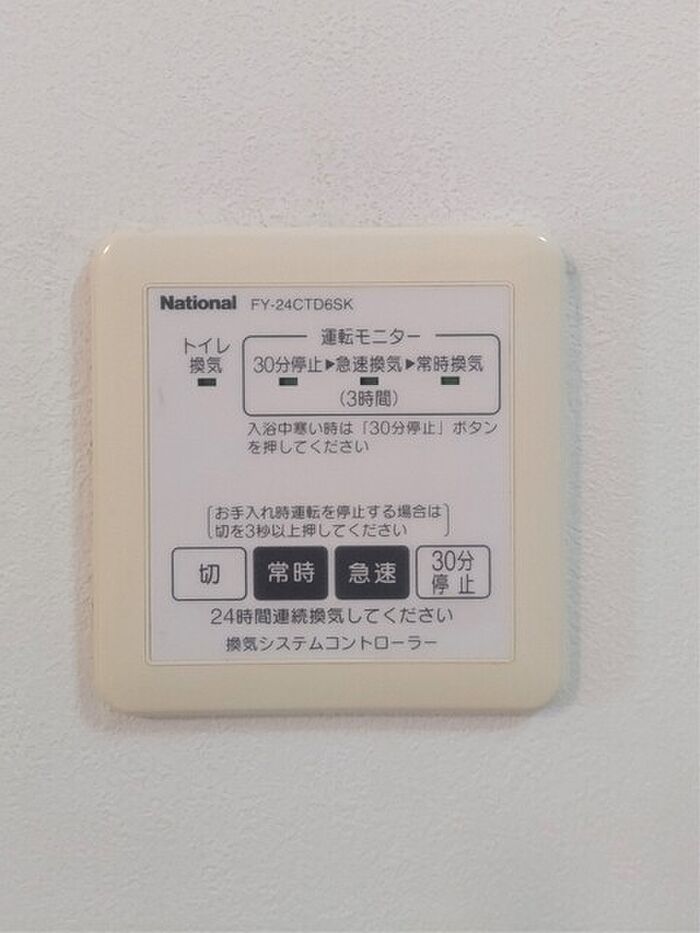 National FY-24CTD6SK
運転モニター
トイレ
換気
30分停止▶急速換気▶常時換気
(3時間)
入浴中寒い時は「30分停止」ボタン
を押してください
お手入れ時運転を停止する場合は
切を3秒以上押してください
切 常時 急速 30分
停止
24時間連続換気してください
換気システムコントローラー